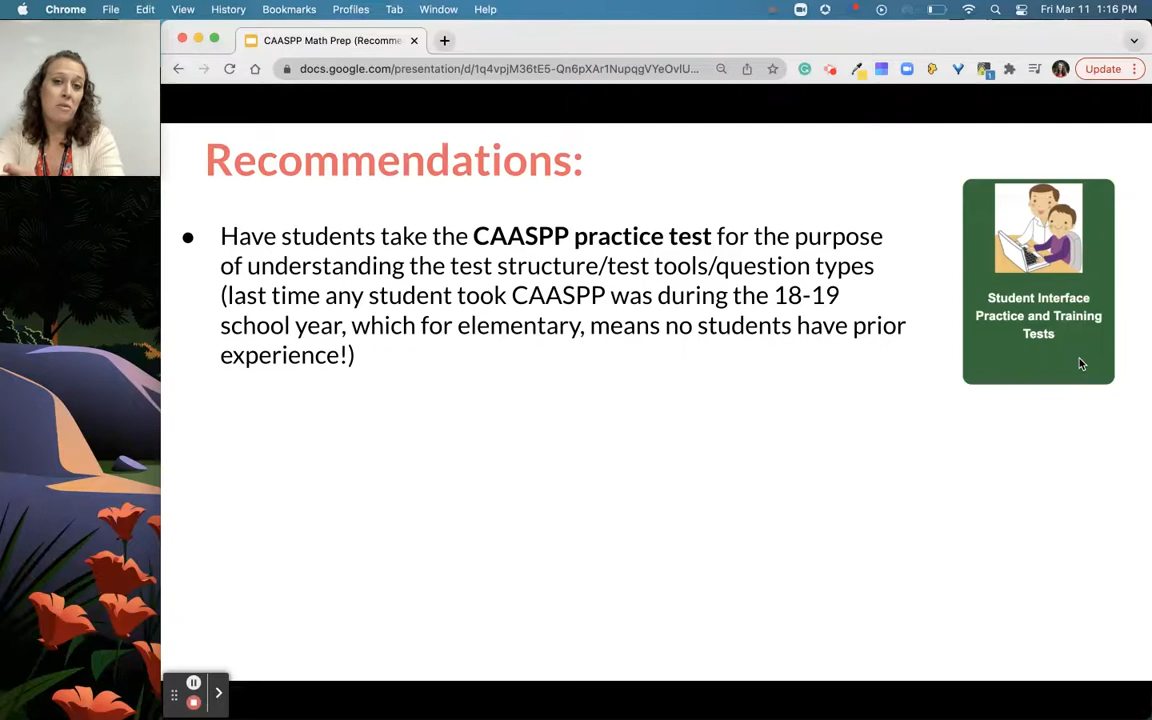 Chrome File Edit View History Bookmarks Profiles Tab Window Help Fri Mar 11 1:16 PM
CAASPP Math Prep (Recomme
docs.google.com/presentation/d/1q4vpjM36tE5-Qn6pXAr1NupqgVYeOvlU...
Update
Recommendations:
● Have students take the CAASPP practice test for the purpose
of understanding the test structure/test tools/question types
(last time any student took CAASPP was during the 18-19
school year, which for elementary, means no students have prior
experience!)
Student Interface
Practice and Training
Tests